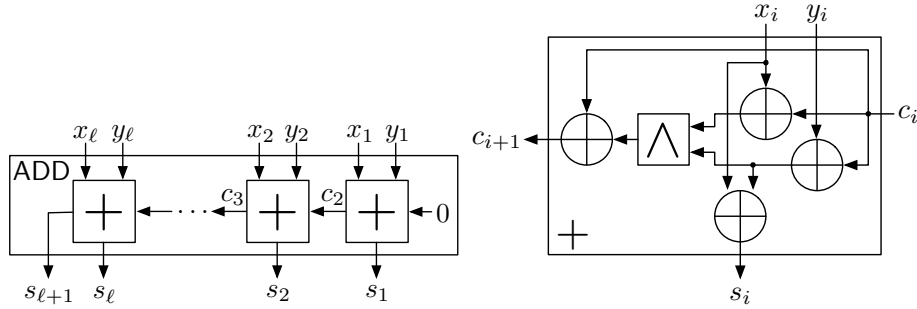 x_i y_i
x_ℓ y_ℓ x_2 y_2 x_1 y_1
c_{i+1} ∧ c_i
ADD
+ ··· c_3 + c_2 + 0
+
s_{ℓ+1} s_ℓ s_2 s_1 s_i